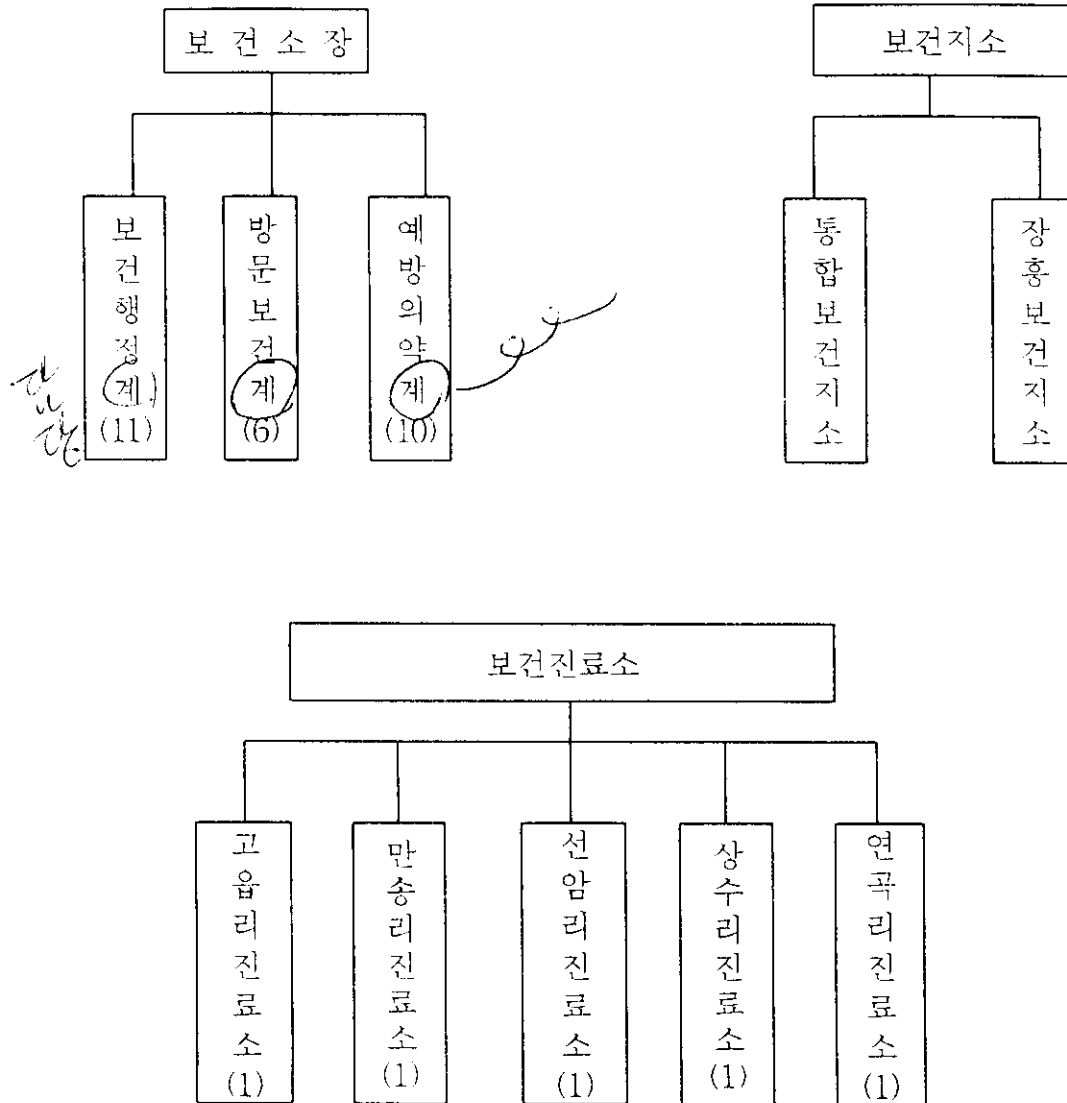 보 건 소 장
보건지소
보건행정계
(11)
방문보건계
(6)
예방의약계
(10)
통합보건지소
장흥보건지소
보건진료소
고읍리진료소
(1)
만송리진료소
(1)
선암리진료소
(1)
상수리진료소
(1)
연곡리진료소
(1)